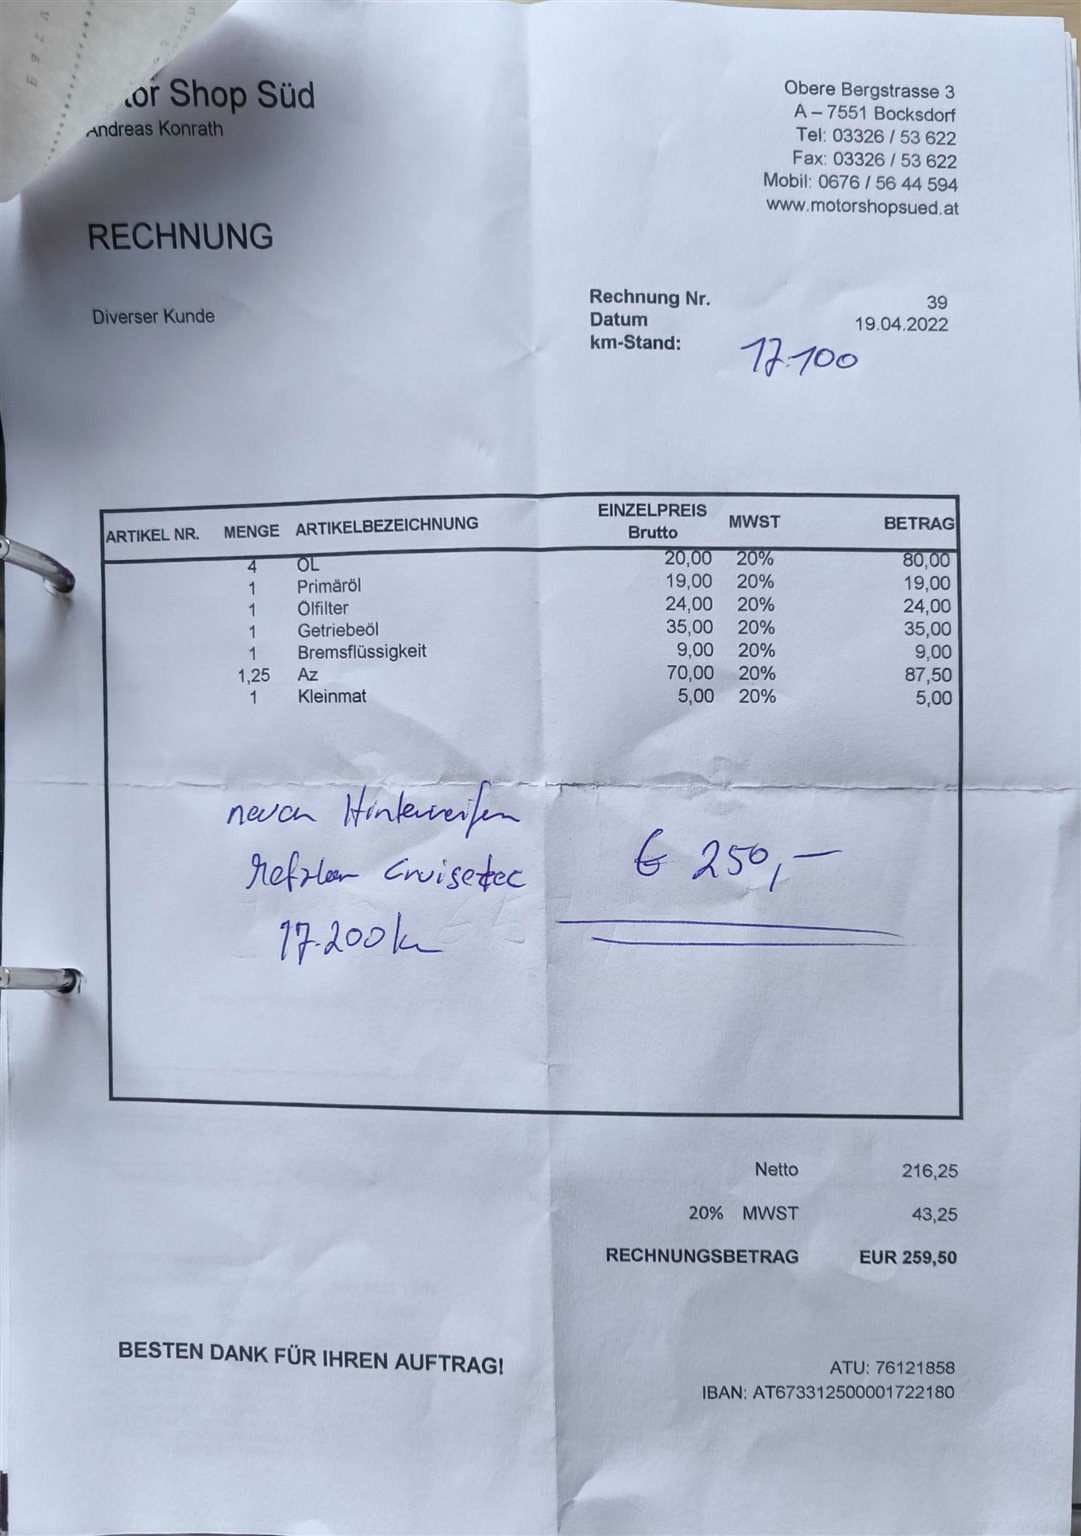 tor Shop Süd
Andreas Konrath
Obere Bergstrasse 3
A – 7551 Bocksdorf
Tel: 03326 / 53 622
Fax: 03326 / 53 622
Mobil: 0676 / 56 44 594
www.motorshopsued.at
RECHNUNG
Diverser Kunde
Rechnung Nr. 39
Datum 19.04.2022
km-Stand: 17.100
ARTIKEL NR. MENGE ARTIKELBEZEICHNUNG EINZELPREIS Brutto MWST BETRAG
4 ÖL 20,00 20% 80,00
1 Primäröl 19,00 20% 19,00
1 Ölfilter 24,00 20% 24,00
1 Getriebeöl 35,00 20% 35,00
1 Bremsflüssigkeit 9,00 20% 9,00
1,25 Az 70,00 20% 87,50
1 Kleinmat 5,00 20% 5,00
Hinterreifen
€ 250,–
Metzler Cruisetec
17.200 km
Netto 216,25
20% MWST 43,25
RECHNUNGSBETRAG EUR 259,50
BESTEN DANK FÜR IHREN AUFTRAG!
ATU: 76121858
IBAN: AT673312500001722180